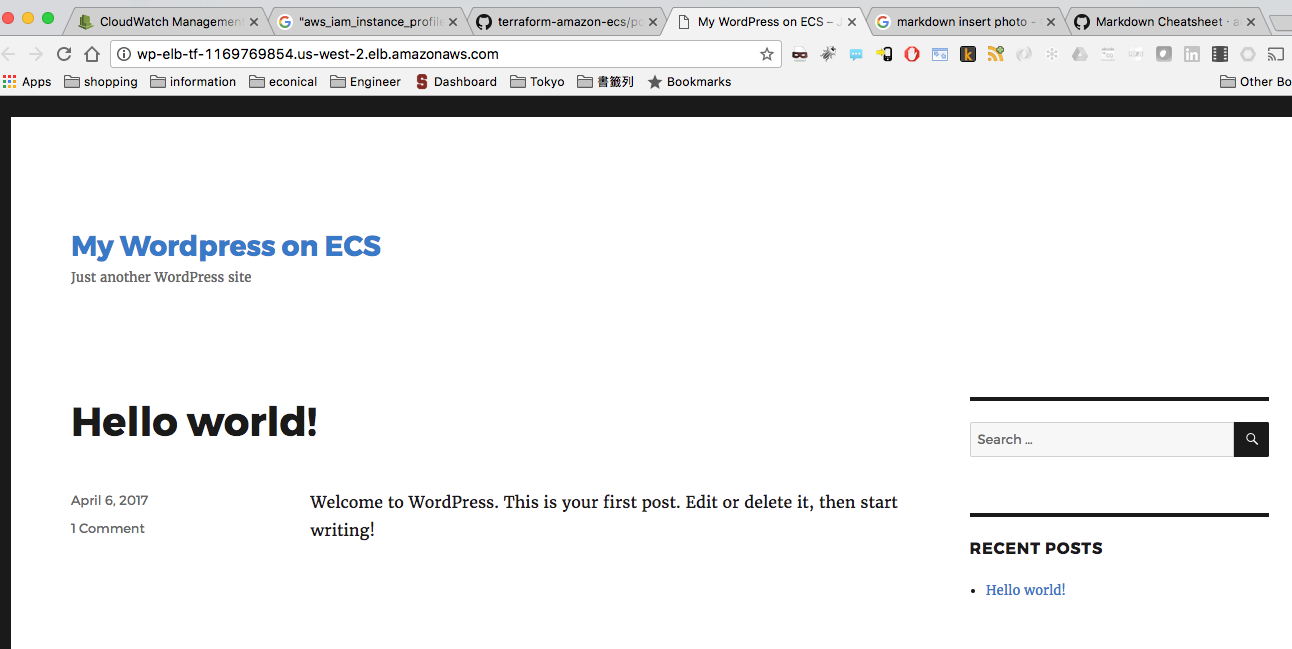 CloudWatch Management
"aws_iam_instance_profile
terraform-amazon-ecs/po
My WordPress on ECS –
markdown insert photo -
Markdown Cheatsheet ·
wp-elb-tf-1169769854.us-west-2.elb.amazonaws.com
Apps shopping information econical Engineer Dashboard Tokyo 書籤列 Bookmarks Other Bo
My Wordpress on ECS
Just another WordPress site
Hello world!
Search ...
April 6, 2017
1 Comment
Welcome to WordPress. This is your first post. Edit or delete it, then start
writing!
RECENT POSTS
Hello world!